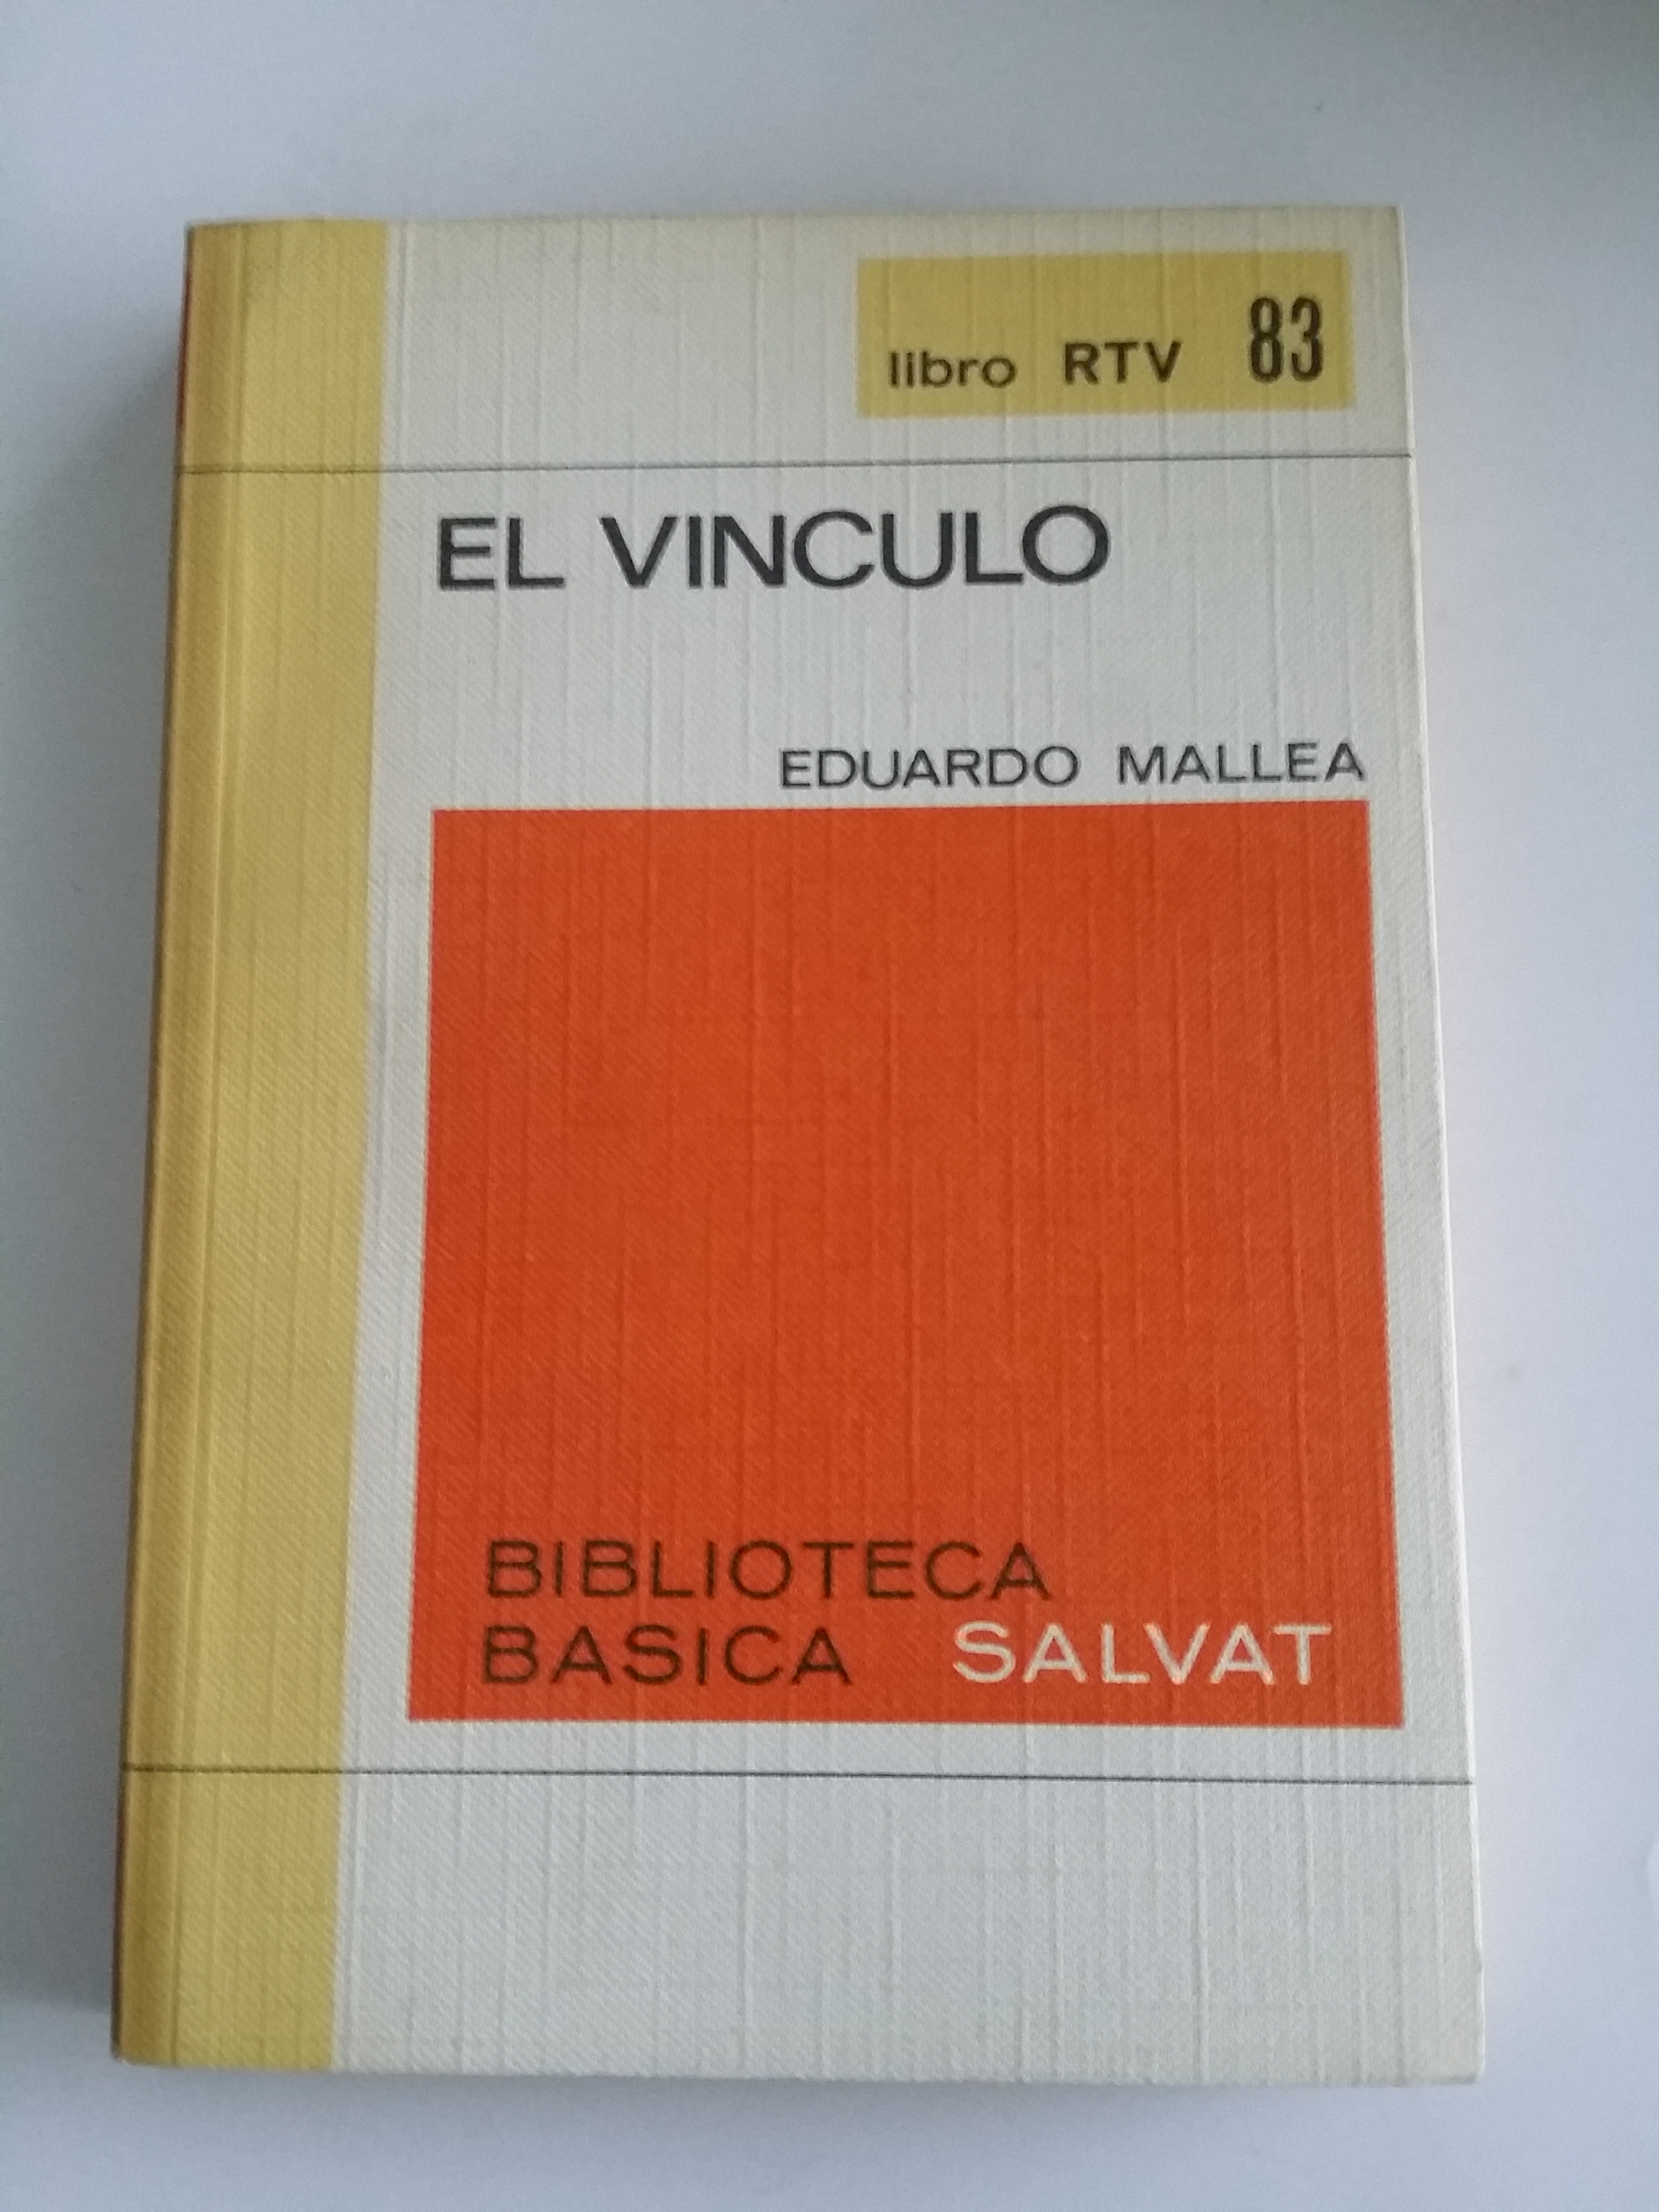 libro RTV 83
EL VINCULO
EDUARDO MALLEA
BIBLIOTECA
BASICA SALVAT